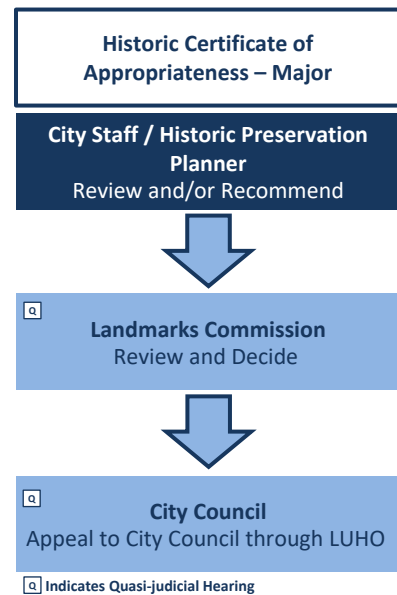 Historic Certificate of
Appropriateness – Major
City Staff / Historic Preservation
Planner
Review and/or Recommend
Q
Landmarks Commission
Review and Decide
Q
City Council
Appeal to City Council through LUHO
Q Indicates Quasi-judicial Hearing